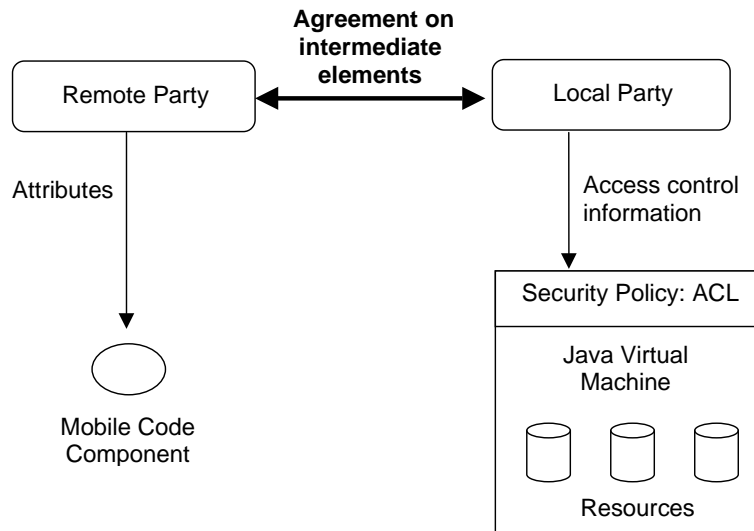 Agreement on
intermediate
elements
Remote Party
Local Party
Attributes
Access control
information
Security Policy: ACL
Java Virtual
Machine
Mobile Code
Component
Resources